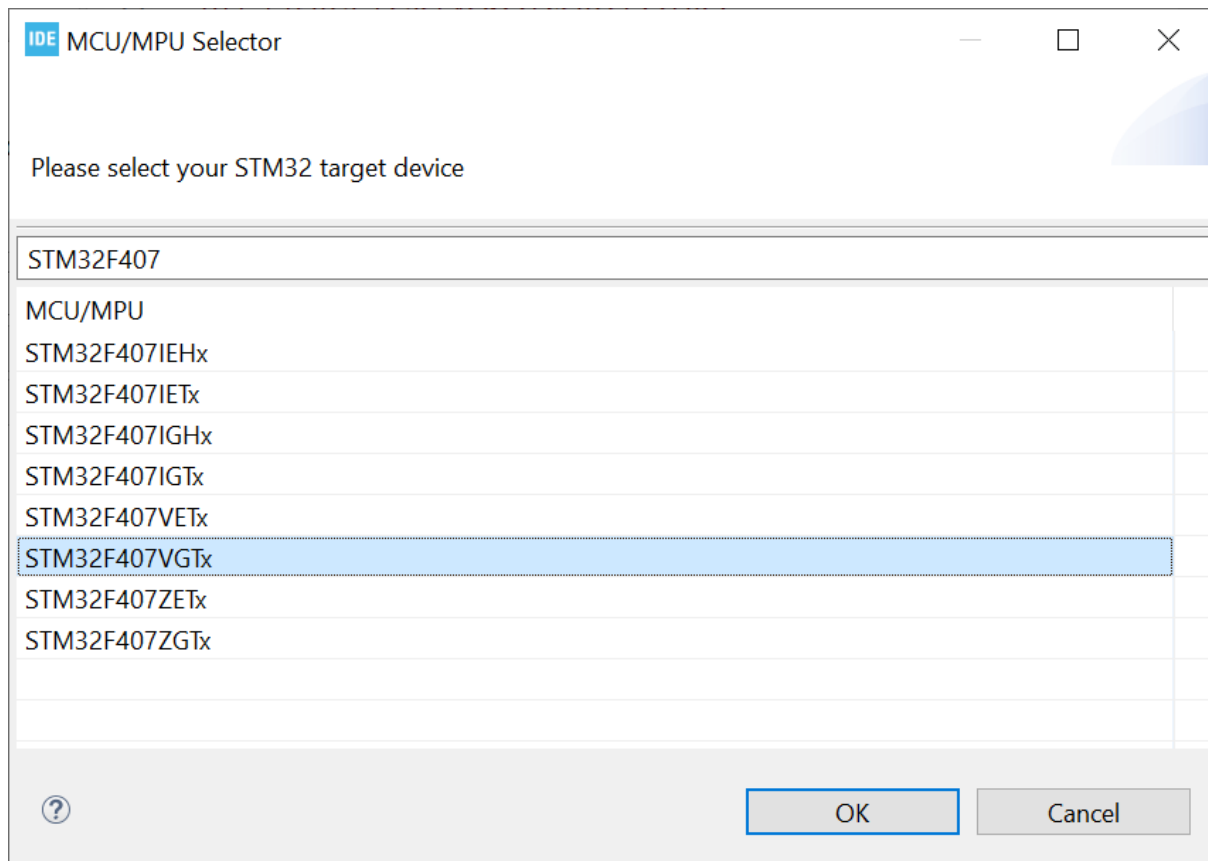 IDE MCU/MPU Selector
Please select your STM32 target device
STM32F407
MCU/MPU
STM32F407IEHx
STM32F407IETx
STM32F407IGHx
STM32F407IGTx
STM32F407VETx
STM32F407VGTx
STM32F407ZETx
STM32F407ZGTx
?
OK Cancel